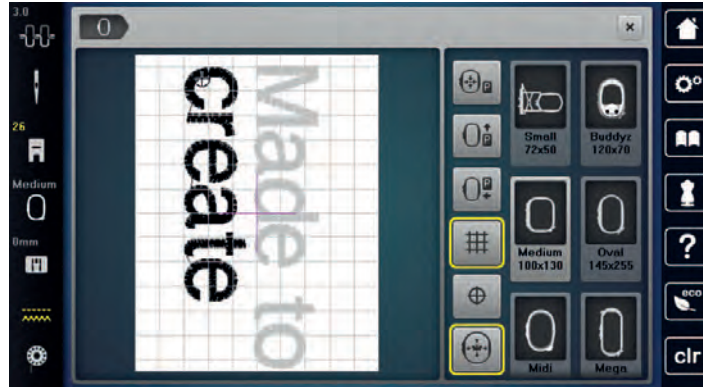 3.0
26
Medium
0mm
Made to
create
P
P
P
Small
72x50
Buddyz
120x70
Medium
100x130
Oval
145x255
Midi
Mega
?
eco
clr